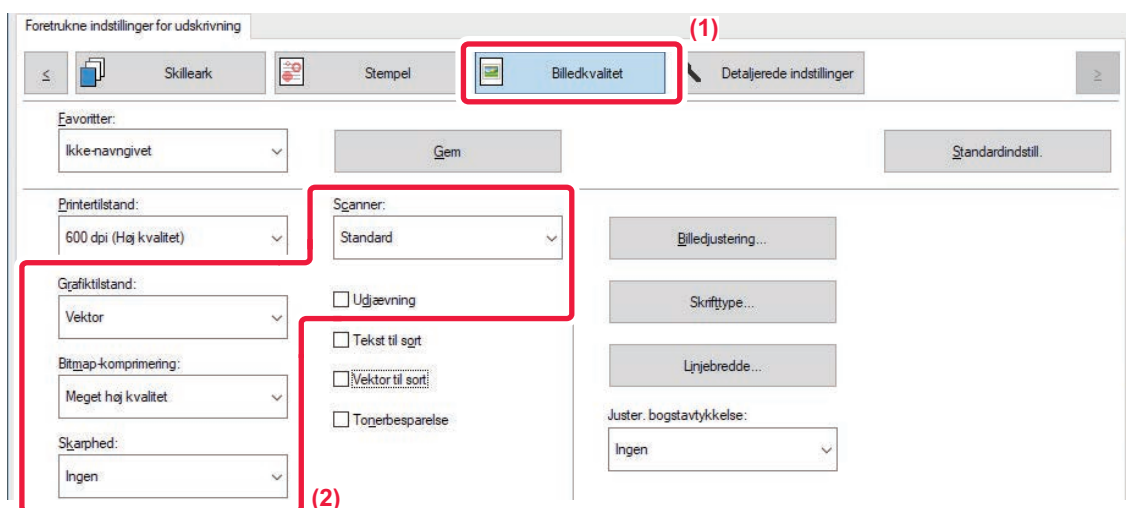 Foretrukne indstillinger for udskrivning
(1)
<
Skilleark
Stempel
Billedkvalitet
Detaljerede indstillinger
>
Favoritter:
Ikke-navngivet
Gem
Standardindstill.
Printertilstand:
600 dpi (Høj kvalitet)
Scanner:
Standard
Billedjustering...
Grafiktilstand:
Vektor
Udjævning
Skrifttype...
Tekst til sort
Bitmap-komprimering:
Meget høj kvalitet
Vektor til sort
Linjebredde...
Tonerbesparelse
Juster. bogstavtykkelse:
Ingen
Skarphed:
Ingen
(2)